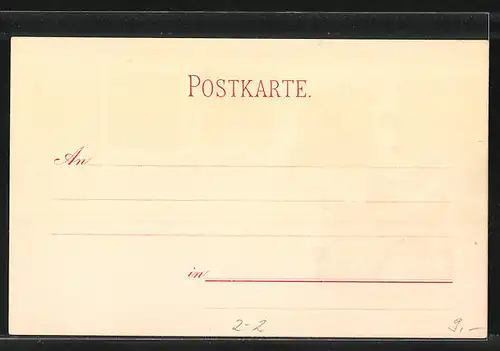 POSTKARTE.
An
in
2-2 9,-